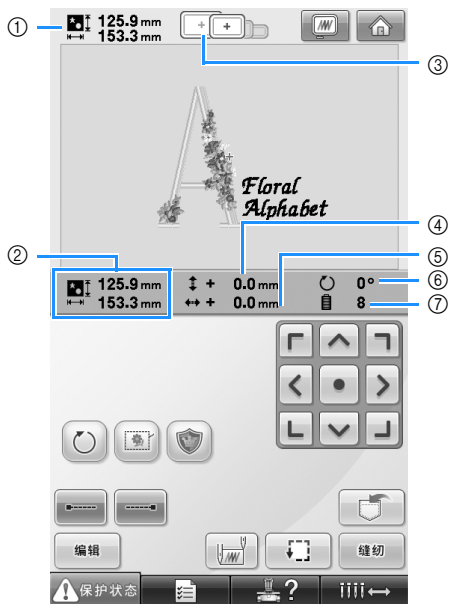 ① 125.9 mm
153.3 mm
③
Floral
Alphabet
④
② ⑤
125.9 mm + 0.0 mm 0° ⑥
153.3 mm + 0.0 mm 8 ⑦
编辑 缝纫
保护状态 ?